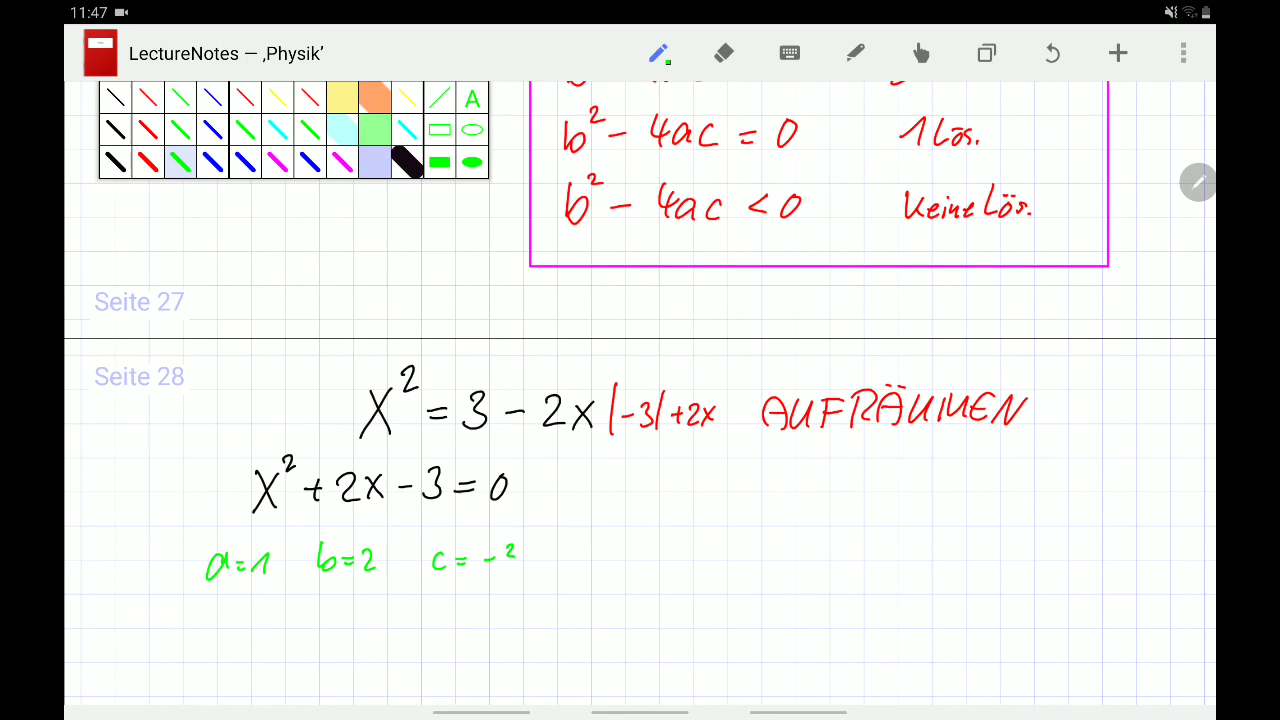 11:47
LectureNotes — ‚Physik‘
A
b² − 4ac = 0 1 Lös.
b² − 4ac < 0 keine Lös.
Seite 27
Seite 28
x² = 3 − 2x |−3|+2x AUFRÄUMEN
x² + 2x − 3 = 0
a=1 b=2 c=−